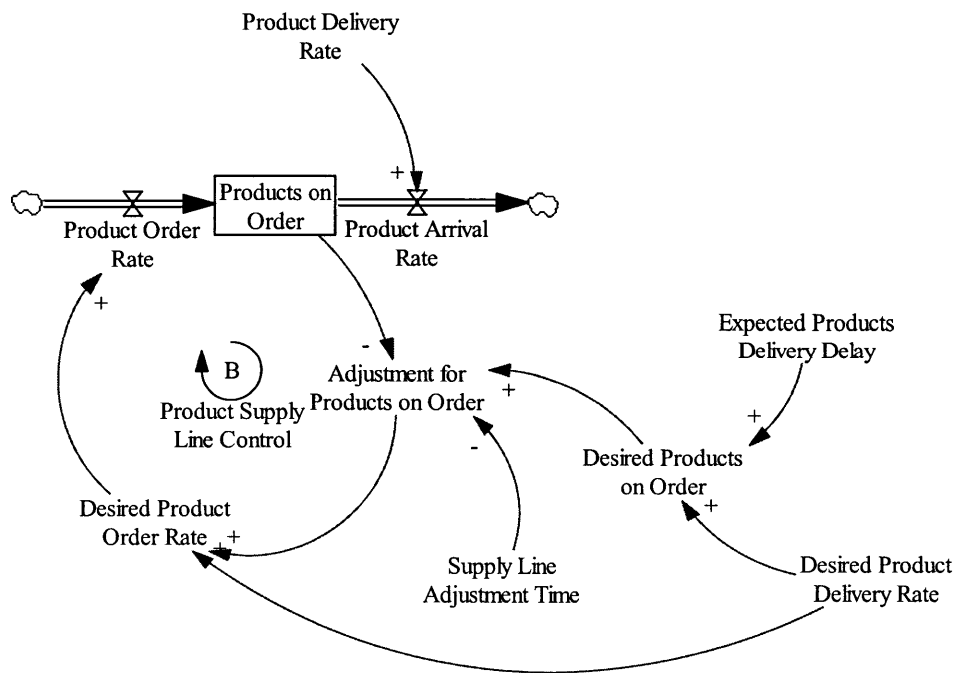 Product Delivery
Rate
+
Products on
Order
Product Order
Rate
Product Arrival
Rate
+
Expected Products
Delivery Delay
-
B
Adjustment for
Products on Order
+
Product Supply
Line Control
+
-
Desired Products
on Order
+
Desired Product
Order Rate
+
+
Supply Line
Adjustment Time
Desired Product
Delivery Rate